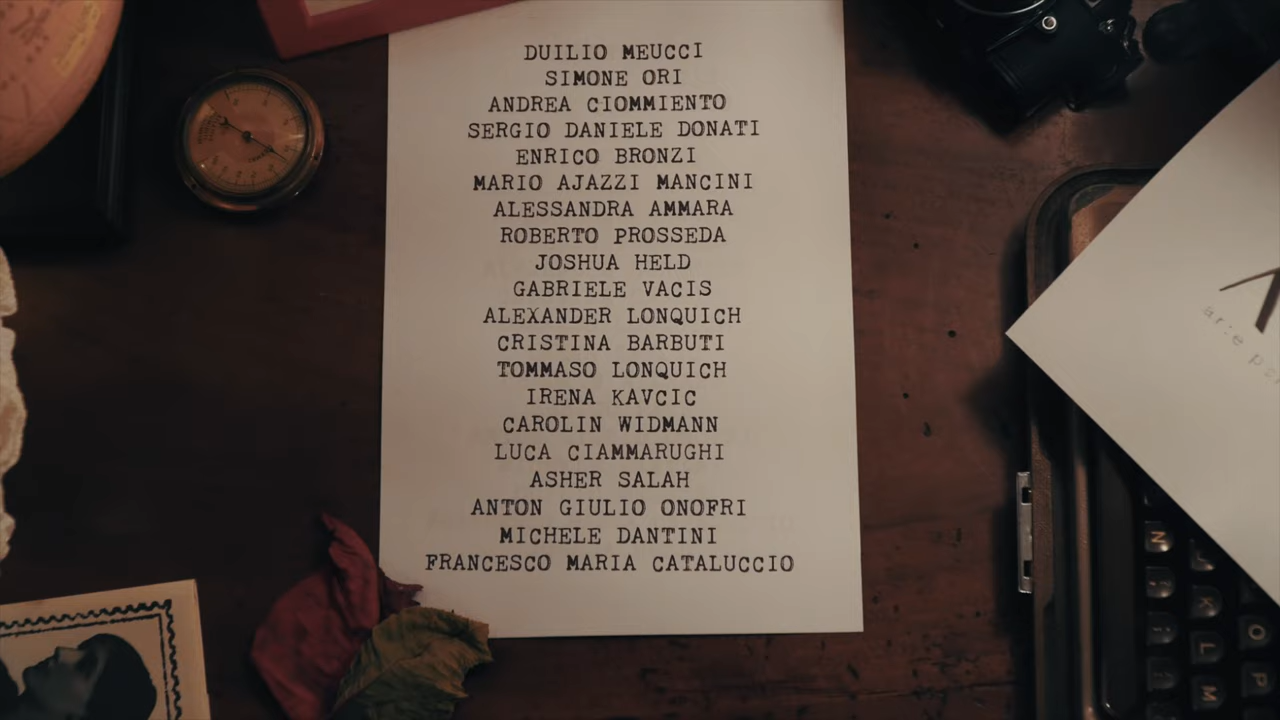 DUILIO MEUCCI
SIMONE ORI
ANDREA CIOMMIENTO
SERGIO DANIELE DONATI
ENRICO BRONZI
MARIO AJAZZI MANCINI
ALESSANDRA AMMARA
ROBERTO PROSSEDA
JOSHUA HELD
GABRIELE VACIS
ALEXANDER LONQUICH
CRISTINA BARBUTI
TOMMASO LONQUICH
IRENA KAVCIC
CAROLIN WIDMANN
LUCA CIAMMARUGHI
ASHER SALAH
ANTON GIULIO ONOFRI
MICHELE DANTINI
FRANCESCO MARIA CATALUCCIO
N
K
O
L
P
M